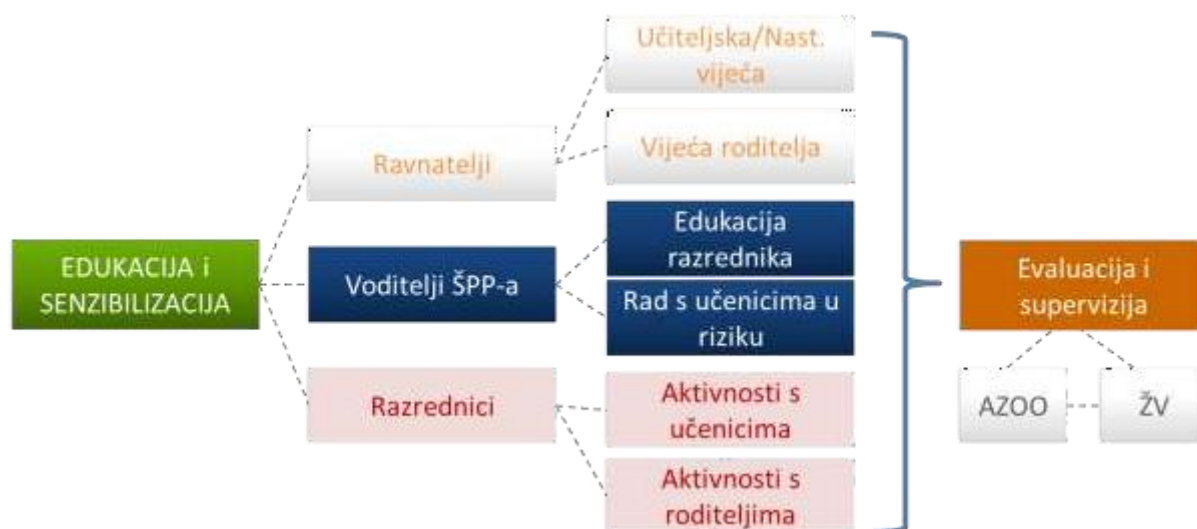 EDUKACIJA i
SENZIBILIZACIJA
Ravnatelji
Voditelji ŠPP-a
Razrednici
Učiteljska/Nast.
vijeća
Vijeća roditelja
Edukacija
razrednika
Rad s učenicima u
riziku
Aktivnosti s
učenicima
Aktivnosti s
roditeljima
Evaluacija i
supervizija
AZOO
ŽV